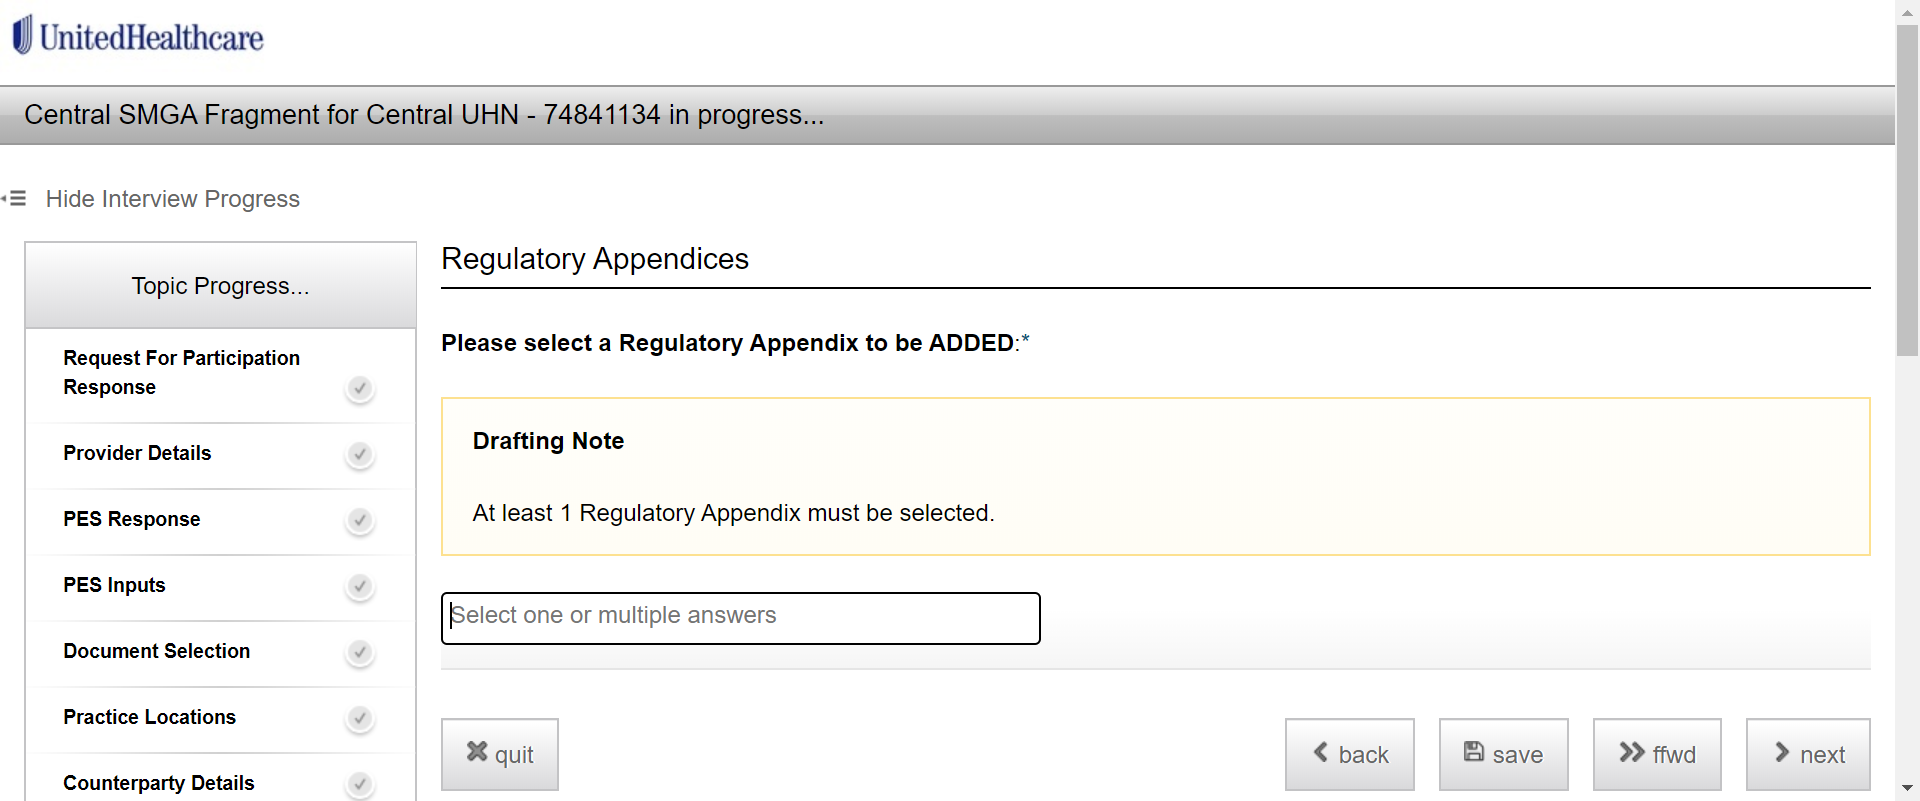 UnitedHealthcare
Central SMGA Fragment for Central UHN - 74841134 in progress...
Hide Interview Progress
Topic Progress...
Request For Participation
Response
Provider Details
PES Response
PES Inputs
Document Selection
Practice Locations
Counterparty Details
Regulatory Appendices
Please select a Regulatory Appendix to be ADDED:*
Drafting Note
At least 1 Regulatory Appendix must be selected.
Select one or multiple answers
quit
back
save
ffwd
next